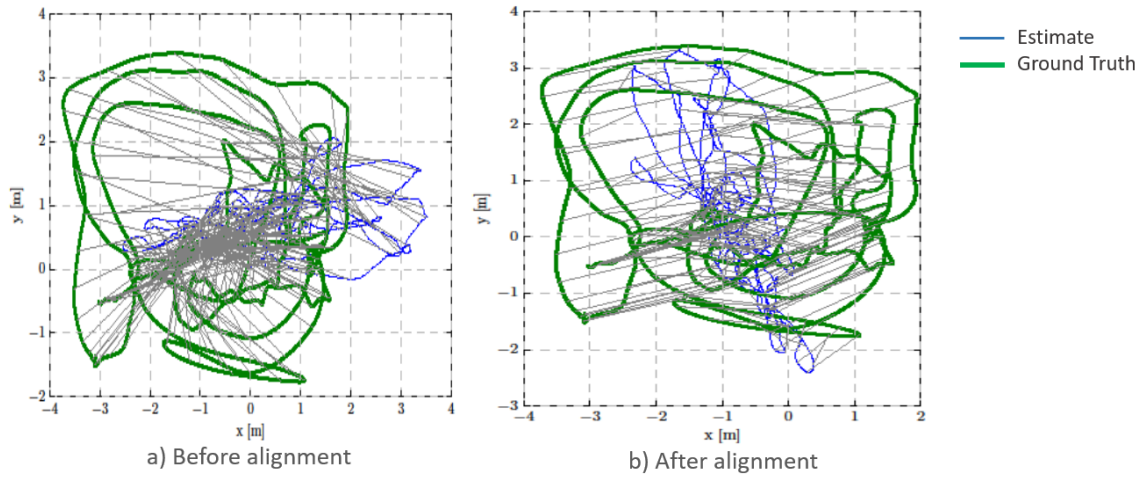 4
3
2
1
0
−1
−2
y [m]
−4 −3 −2 −1 0 1 2 3 4
x [m]
a) Before alignment
4
3
2
1
0
−1
−2
−3
y [m]
−4 −3 −2 −1 0 1 2
x [m]
b) After alignment
Estimate
Ground Truth